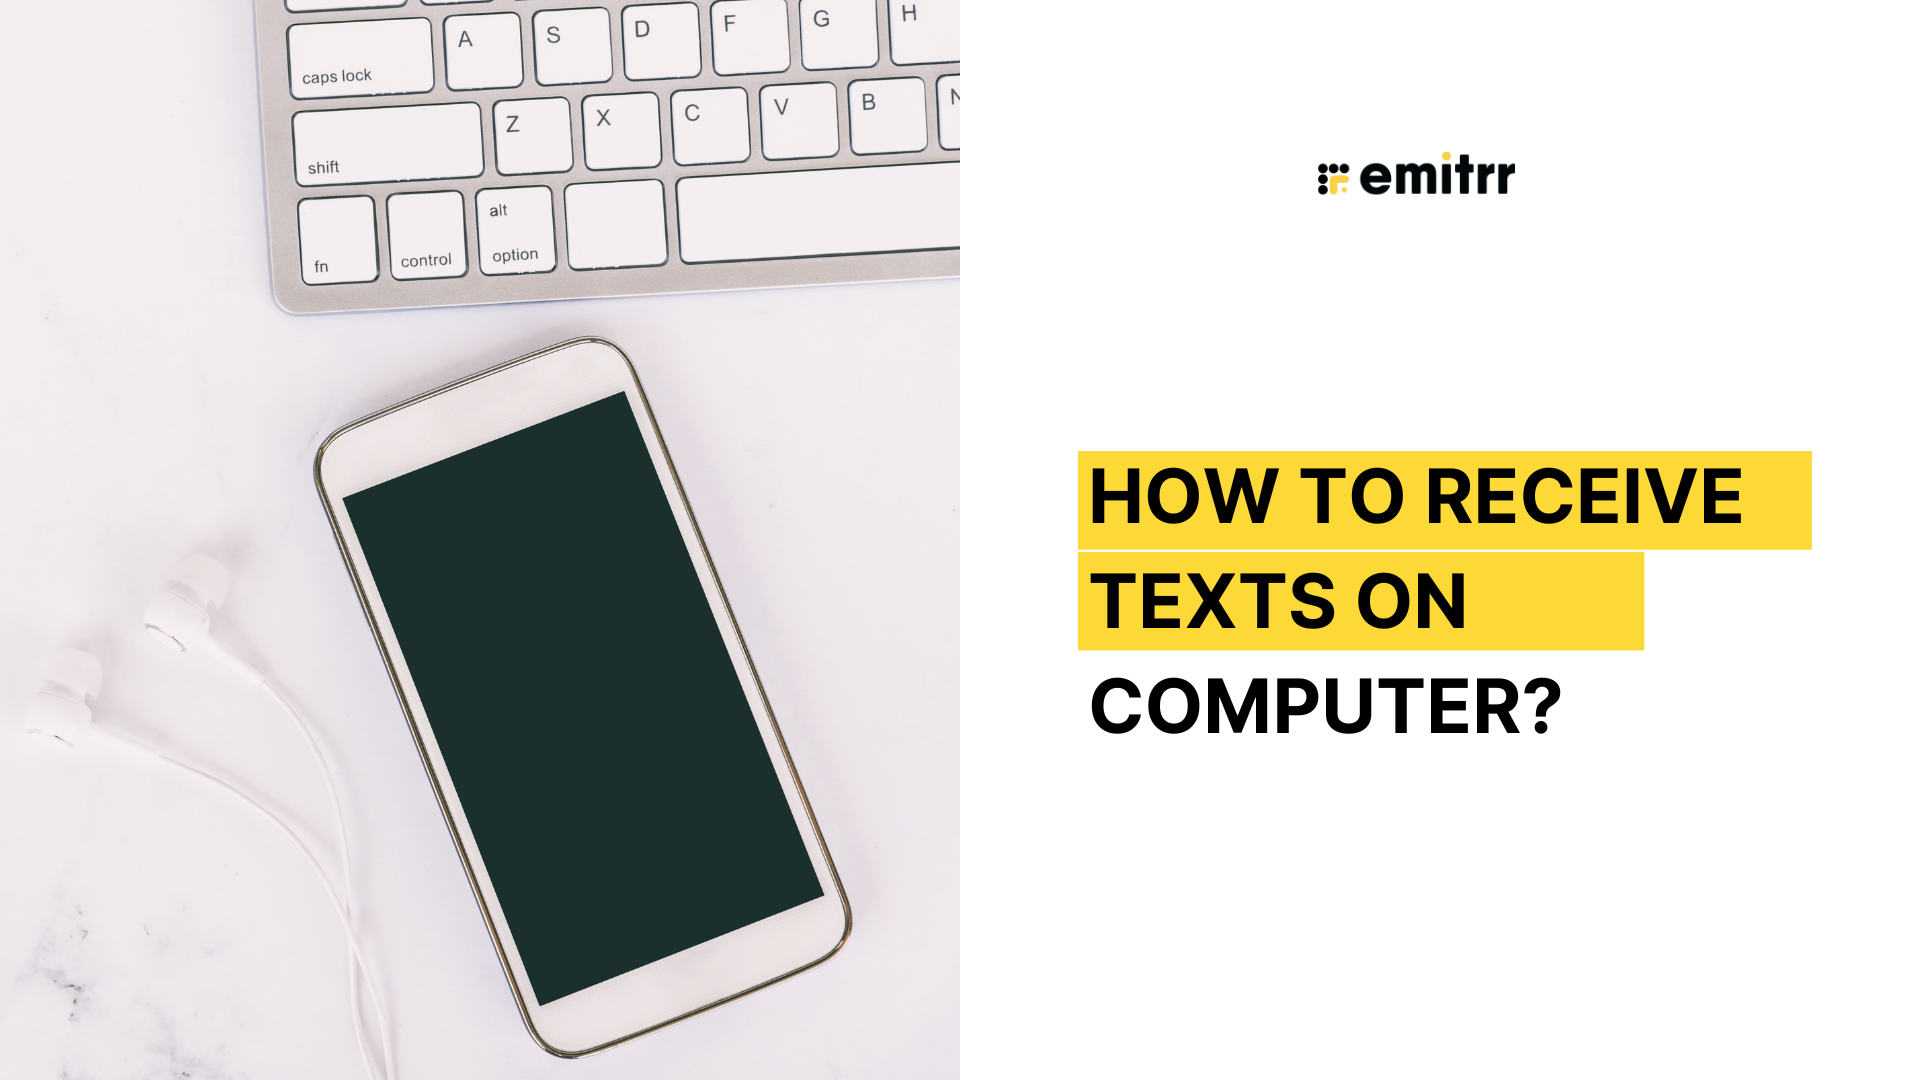 A S D F G H
caps lock
Z X C V B N
shift
alt
fn control option
emitrr
HOW TO RECEIVE
TEXTS ON
COMPUTER?